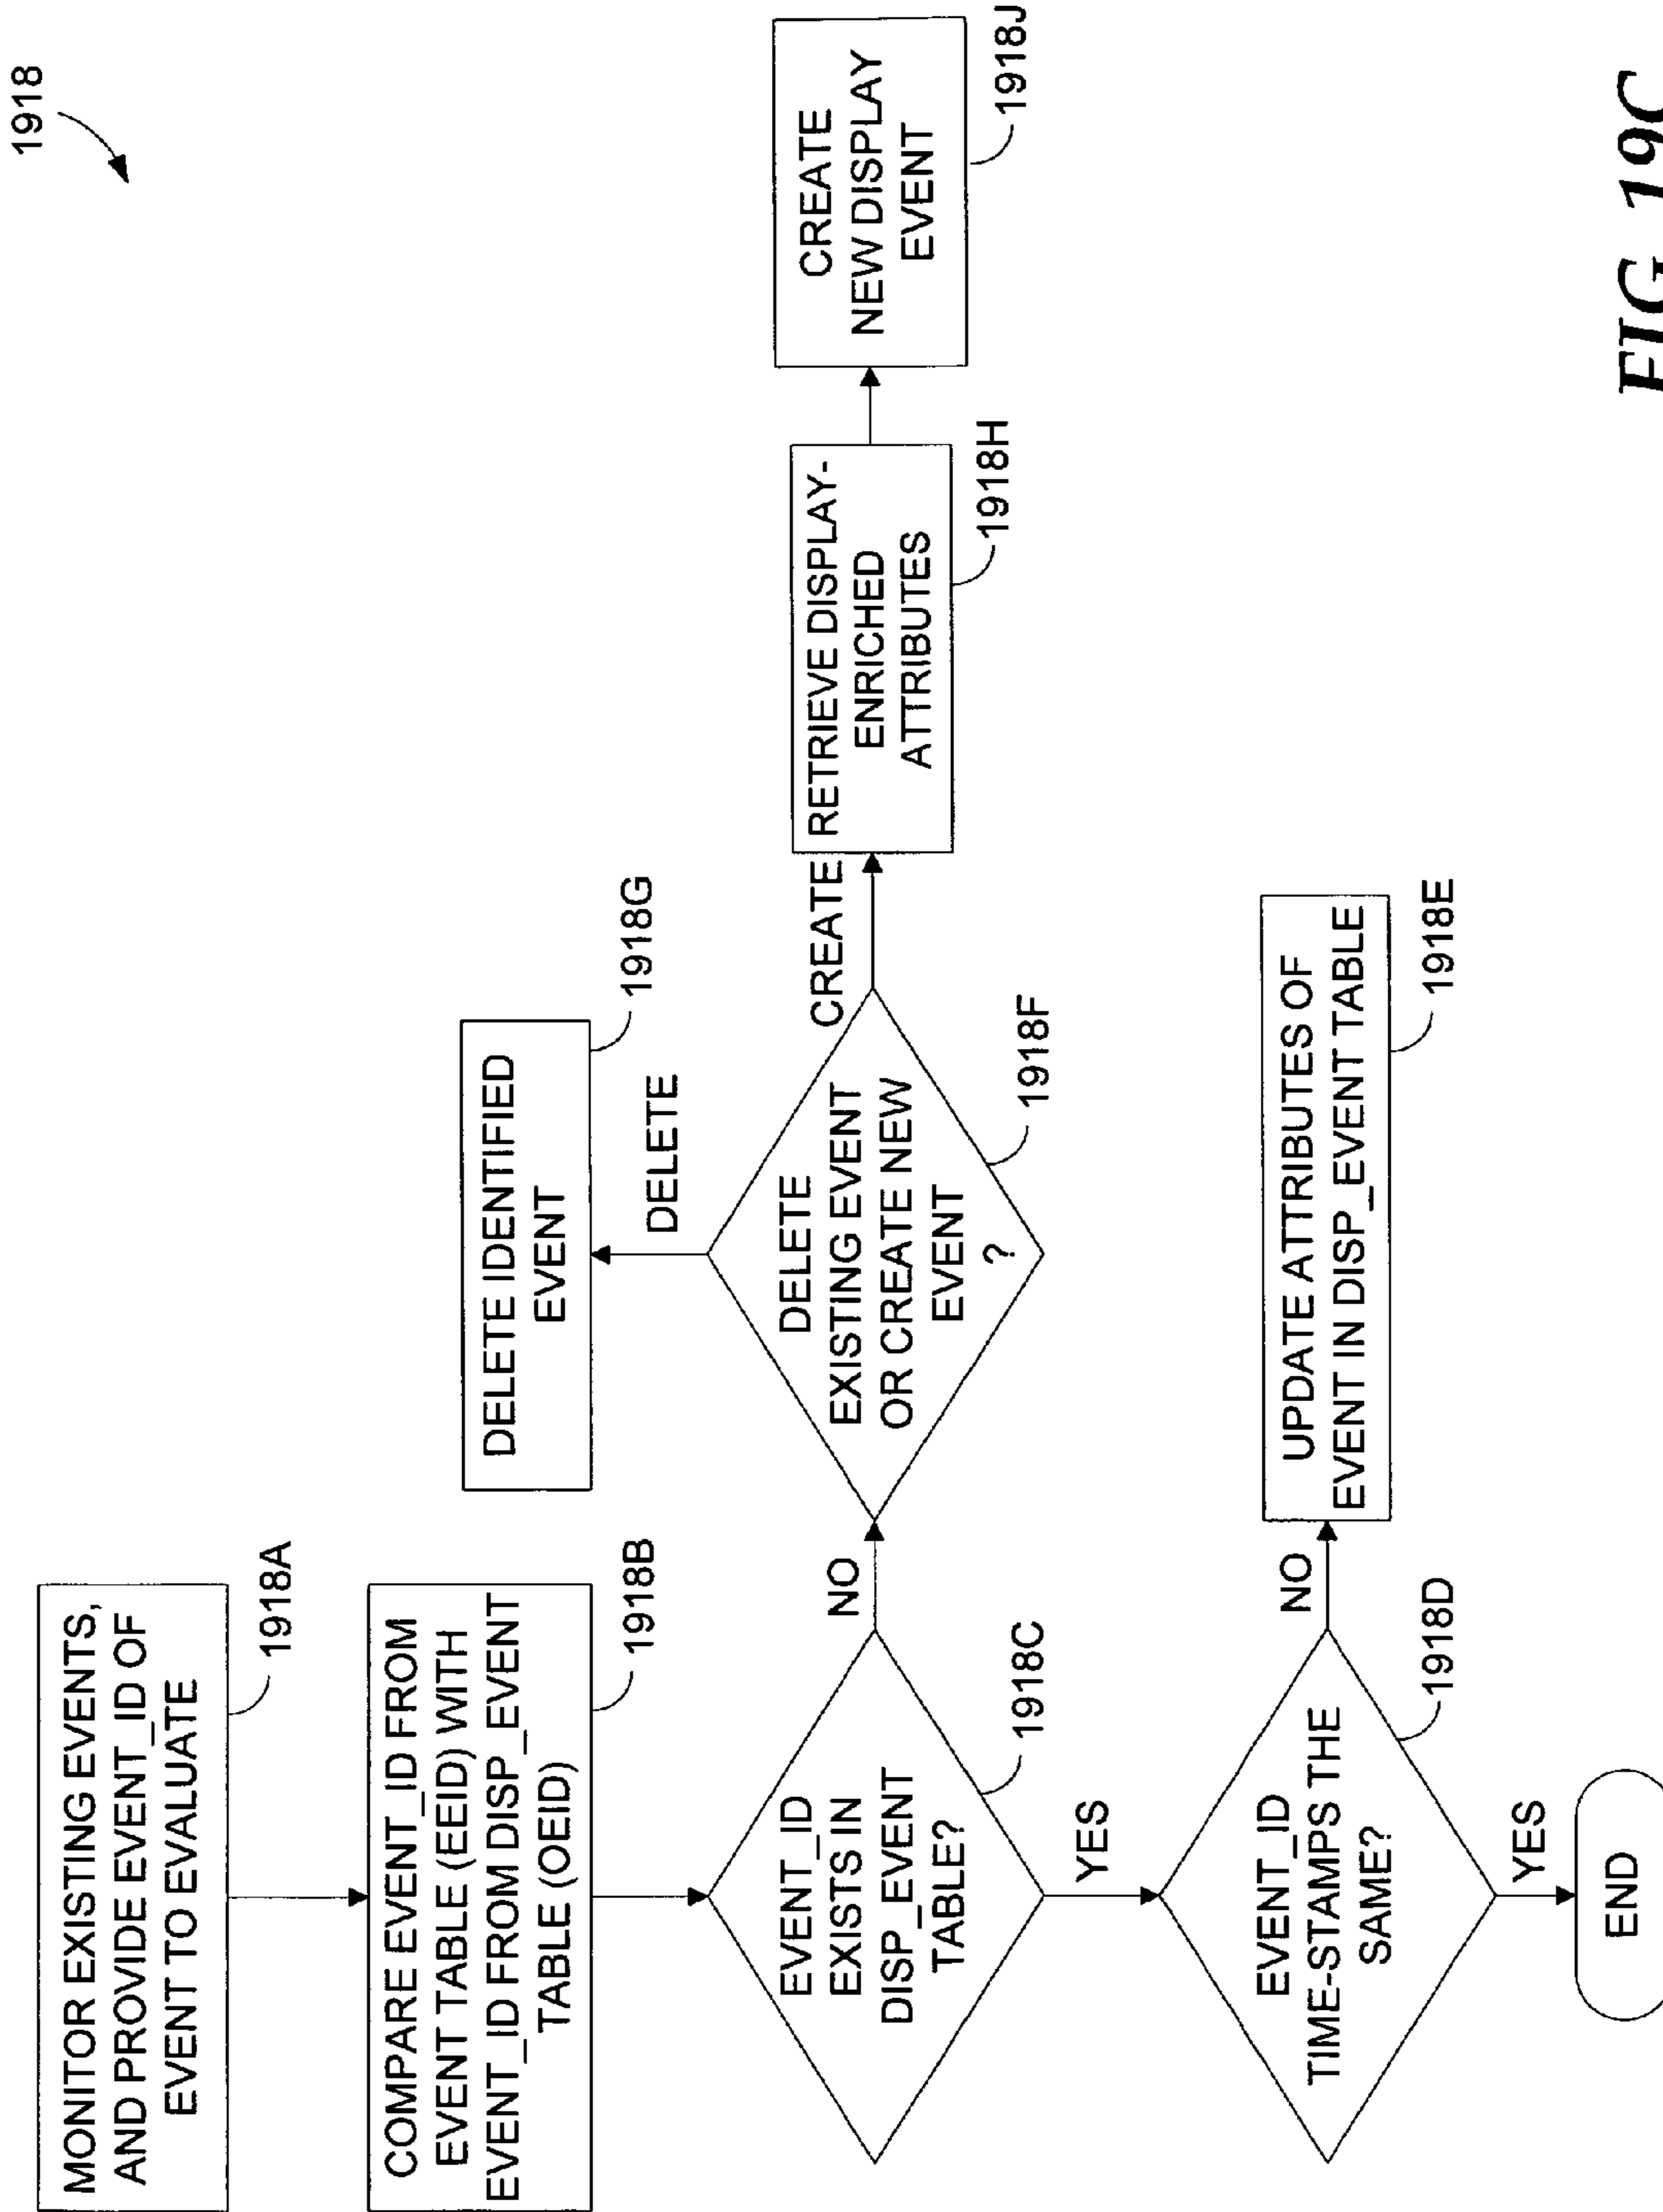 1918
MONITOR EXISTING EVENTS,
AND PROVIDE EVENT_ID OF
EVENT TO EVALUATE
1918A
COMPARE EVENT_ID FROM
EVENT TABLE (EEID) WITH
EVENT_ID FROM DISP_EVENT
TABLE (OEID)
1918B
EVENT_ID
EXISTS IN
DISP_EVENT
TABLE?
1918C
NO
YES
EVENT_ID
TIME-STAMPS THE
SAME?
1918D
NO
YES
END
UPDATE ATTRIBUTES OF
EVENT IN DISP_EVENT TABLE
1918E
DELETE
EXISTING EVENT
OR CREATE NEW
EVENT
?
1918F
DELETE
DELETE IDENTIFIED
EVENT
1918G
CREATE
RETRIEVE DISPLAY-
ENRICHED
ATTRIBUTES
1918H
CREATE
NEW DISPLAY
EVENT
1918J
FIG. 19C